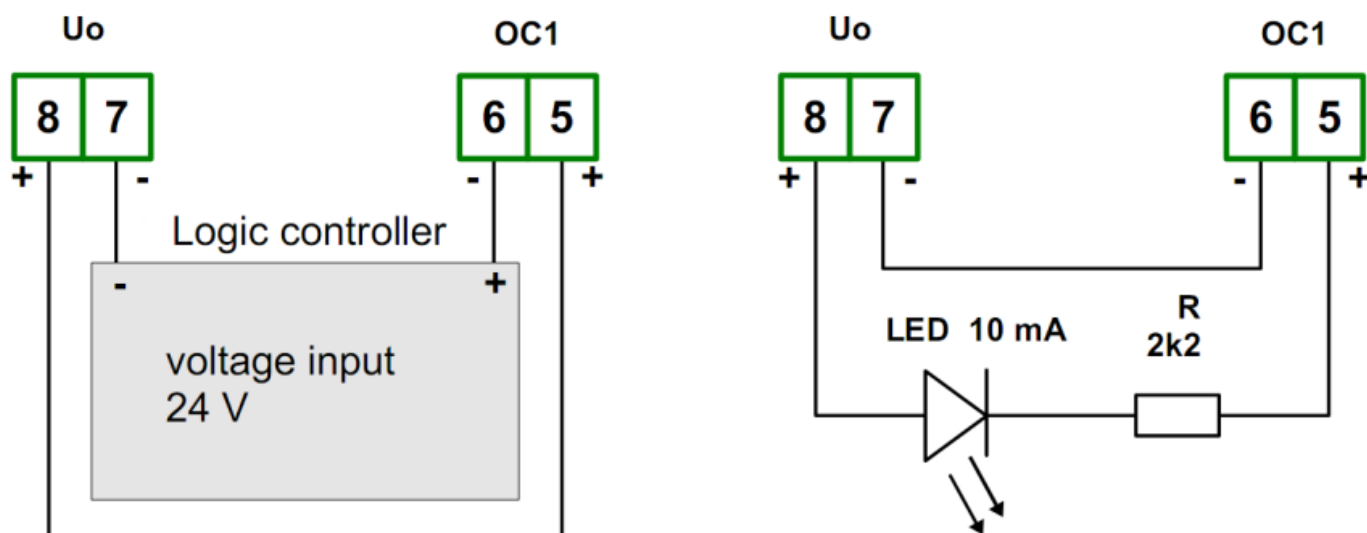 Uo
OC1
8 7
6 5
+ -
- +
Logic controller
- +
voltage input
24 V
Uo
OC1
8 7
6 5
+ -
- +
LED 10 mA
R
2k2